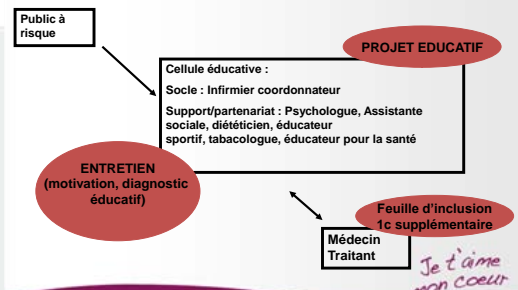 Public à
risque
PROJET EDUCATIF
Cellule éducative :
Socle : Infirmier coordonnateur
Support/partenariat : Psychologue, Assistante
sociale, diététicien, éducateur
sportif, tabacologue, éducateur pour la santé
ENTRETIEN
(motivation, diagnostic
éducatif)
Feuille d'inclusion
1c supplémentaire
Médecin
Traitant
Je t'aime
mon coeur